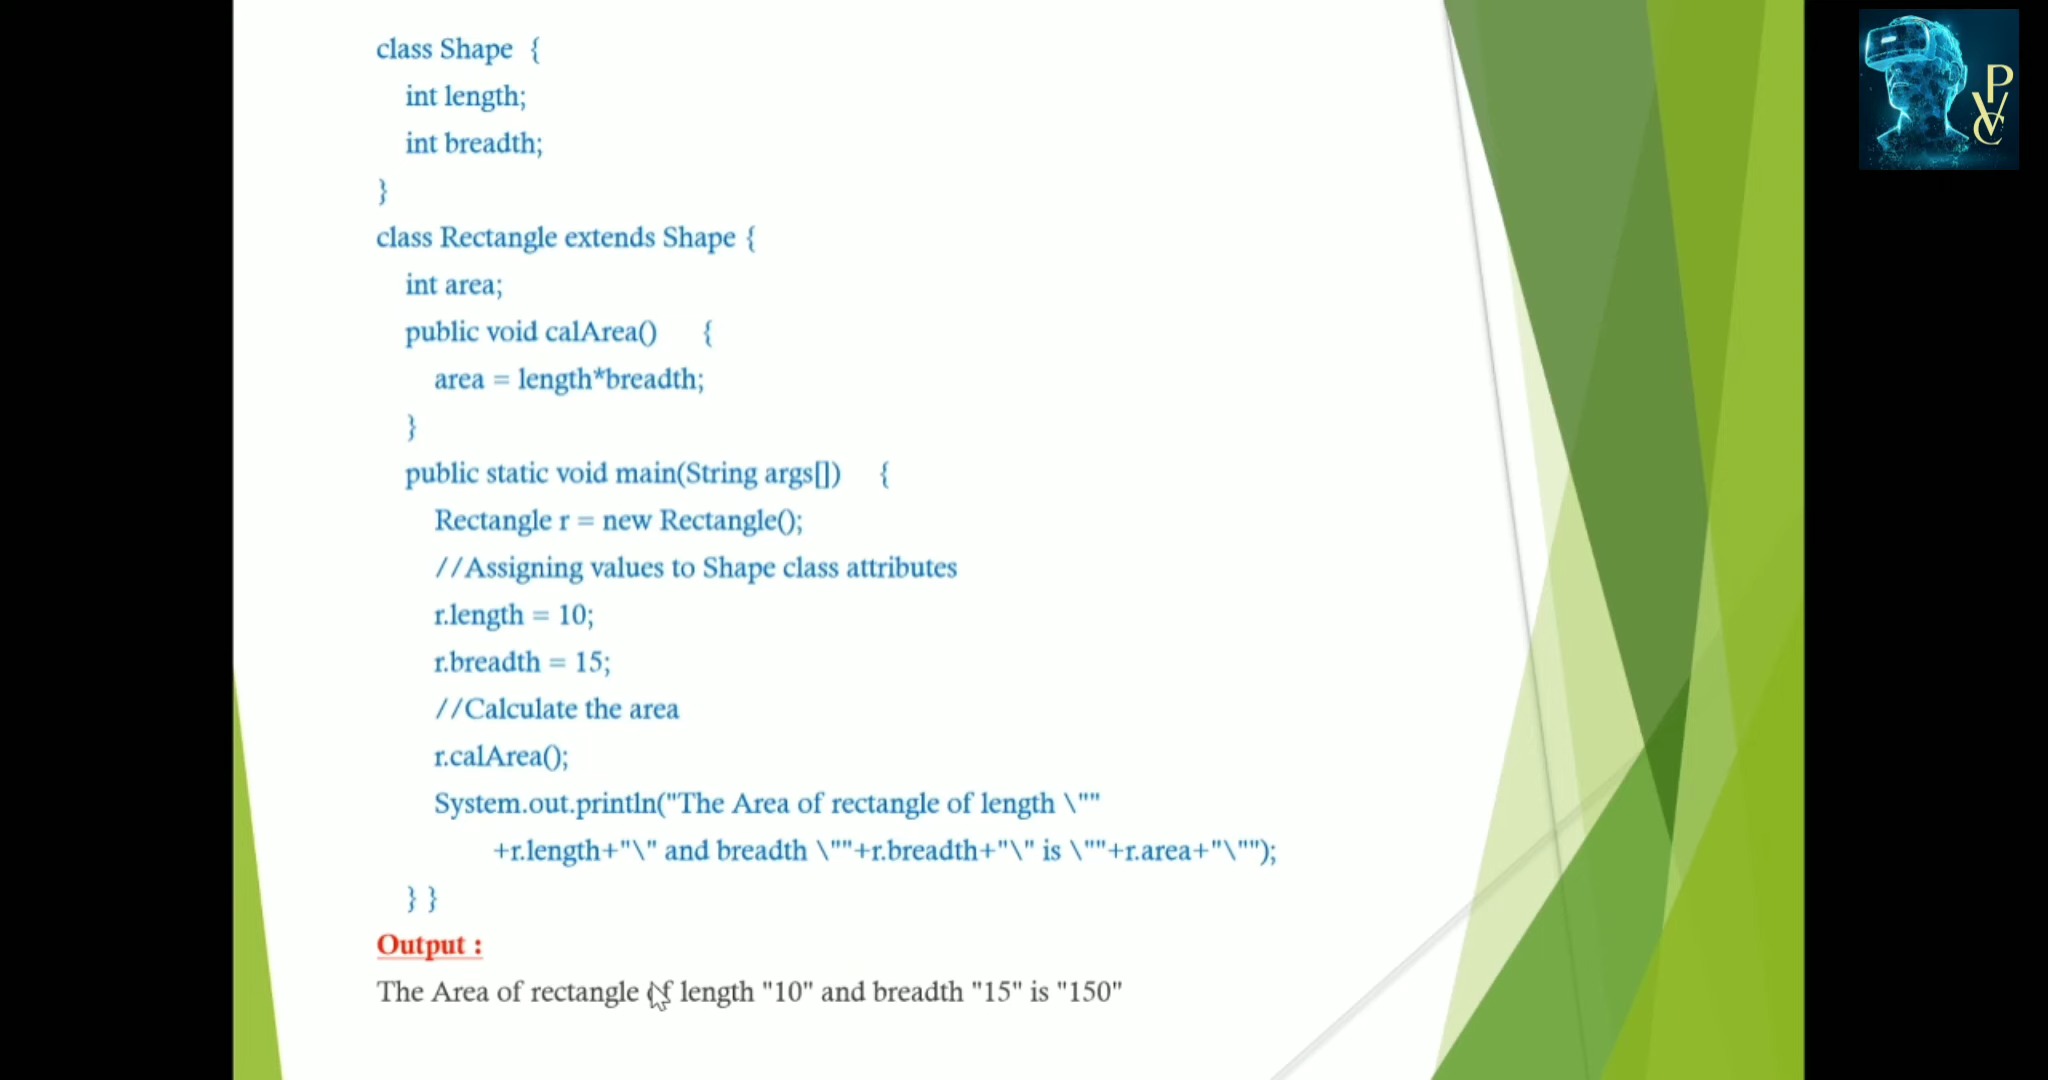 class Shape {
int length;
int breadth;
}
class Rectangle extends Shape {
int area;
public void calArea() {
area = length*breadth;
}
public static void main(String args[]) {
Rectangle r = new Rectangle();
//Assigning values to Shape class attributes
r.length = 10;
r.breadth = 15;
//Calculate the area
r.calArea();
System.out.println("The Area of rectangle of length \""
+r.length+"\" and breadth \""+r.breadth+"\" is \""+r.area+"\"");
} }
Output :
The Area of rectangle of length "10" and breadth "15" is "150"
P
V
C